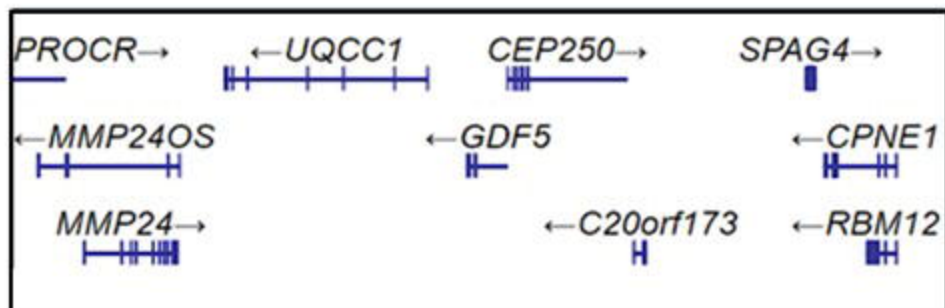 PROCR→ ←UQCC1 CEP250→ SPAG4→
←MMP24OS ←GDF5 ←CPNE1
MMP24→ ←C20orf173 ←RBM12